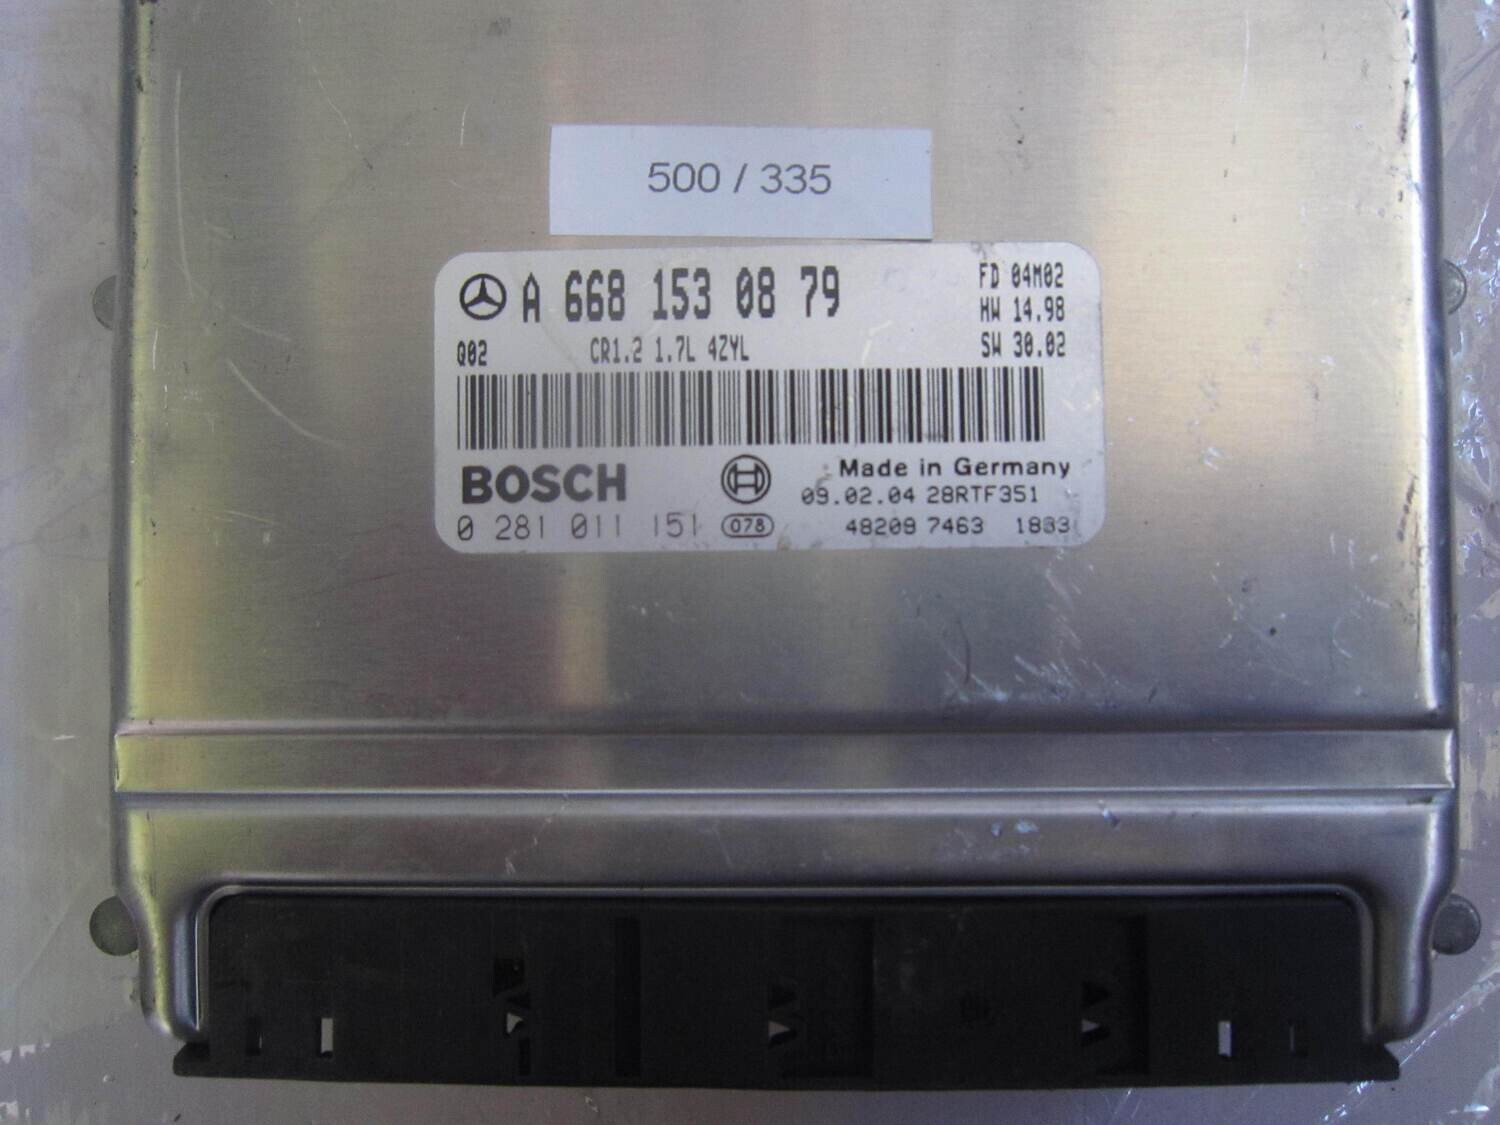 500 / 335
A 668 153 08 79
FD 04M02
HW 14.98
Q02 CR1.2 1.7L 4ZYL SW 30.02
BOSCH Made in Germany
09.02.04 28RTF351
0 281 011 151 078 48209 7463